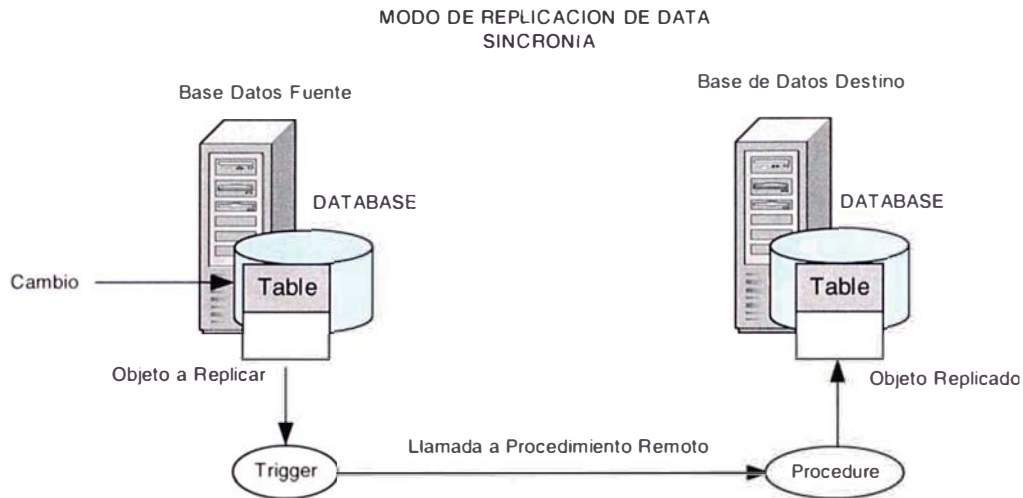 MODO DE REPLICACION DE DATA
SINCRONIA
Base Datos Fuente
Base de Datos Destino
DATABASE
DATABASE
Cambio
Table
Table
Objeto a Replicar
Objeto Replicado
Llamada a Procedimiento Remoto
Trigger
Procedure